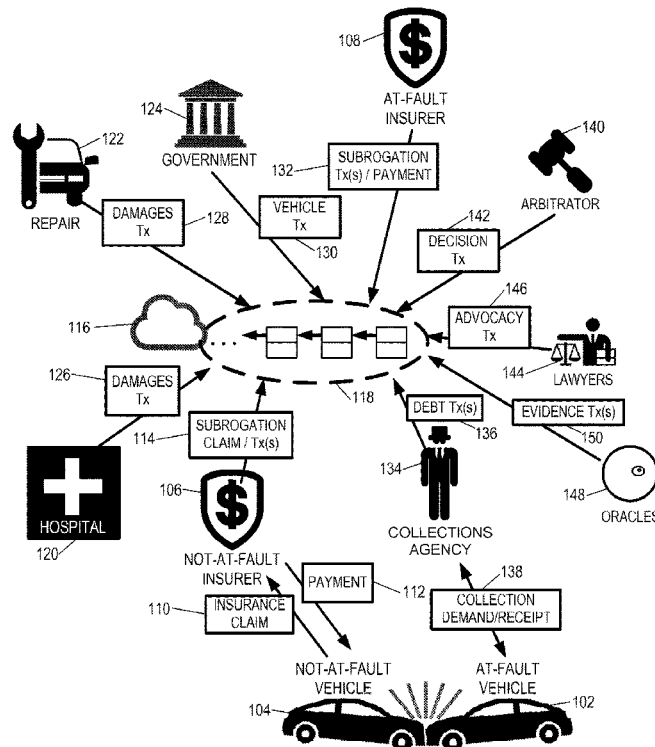 108
AT-FAULT
INSURER
124
GOVERNMENT
122
REPAIR
140
ARBITRATOR
132
SUBROGATION
Tx(s) / PAYMENT
DAMAGES
Tx
128
VEHICLE
Tx
130
142
DECISION
Tx
146
ADVOCACY
Tx
116
....
118
144
LAWYERS
126
DAMAGES
Tx
114
SUBROGATION
CLAIM / Tx(s)
DEBT Tx(s)
136
EVIDENCE Tx(s)
150
134
148
ORACLES
HOSPITAL
120
106
NOT-AT-FAULT
INSURER
COLLECTIONS
AGENCY
110
INSURANCE
CLAIM
PAYMENT
112
138
COLLECTION
DEMAND/RECEIPT
NOT-AT-FAULT
VEHICLE
AT-FAULT
VEHICLE
104
102